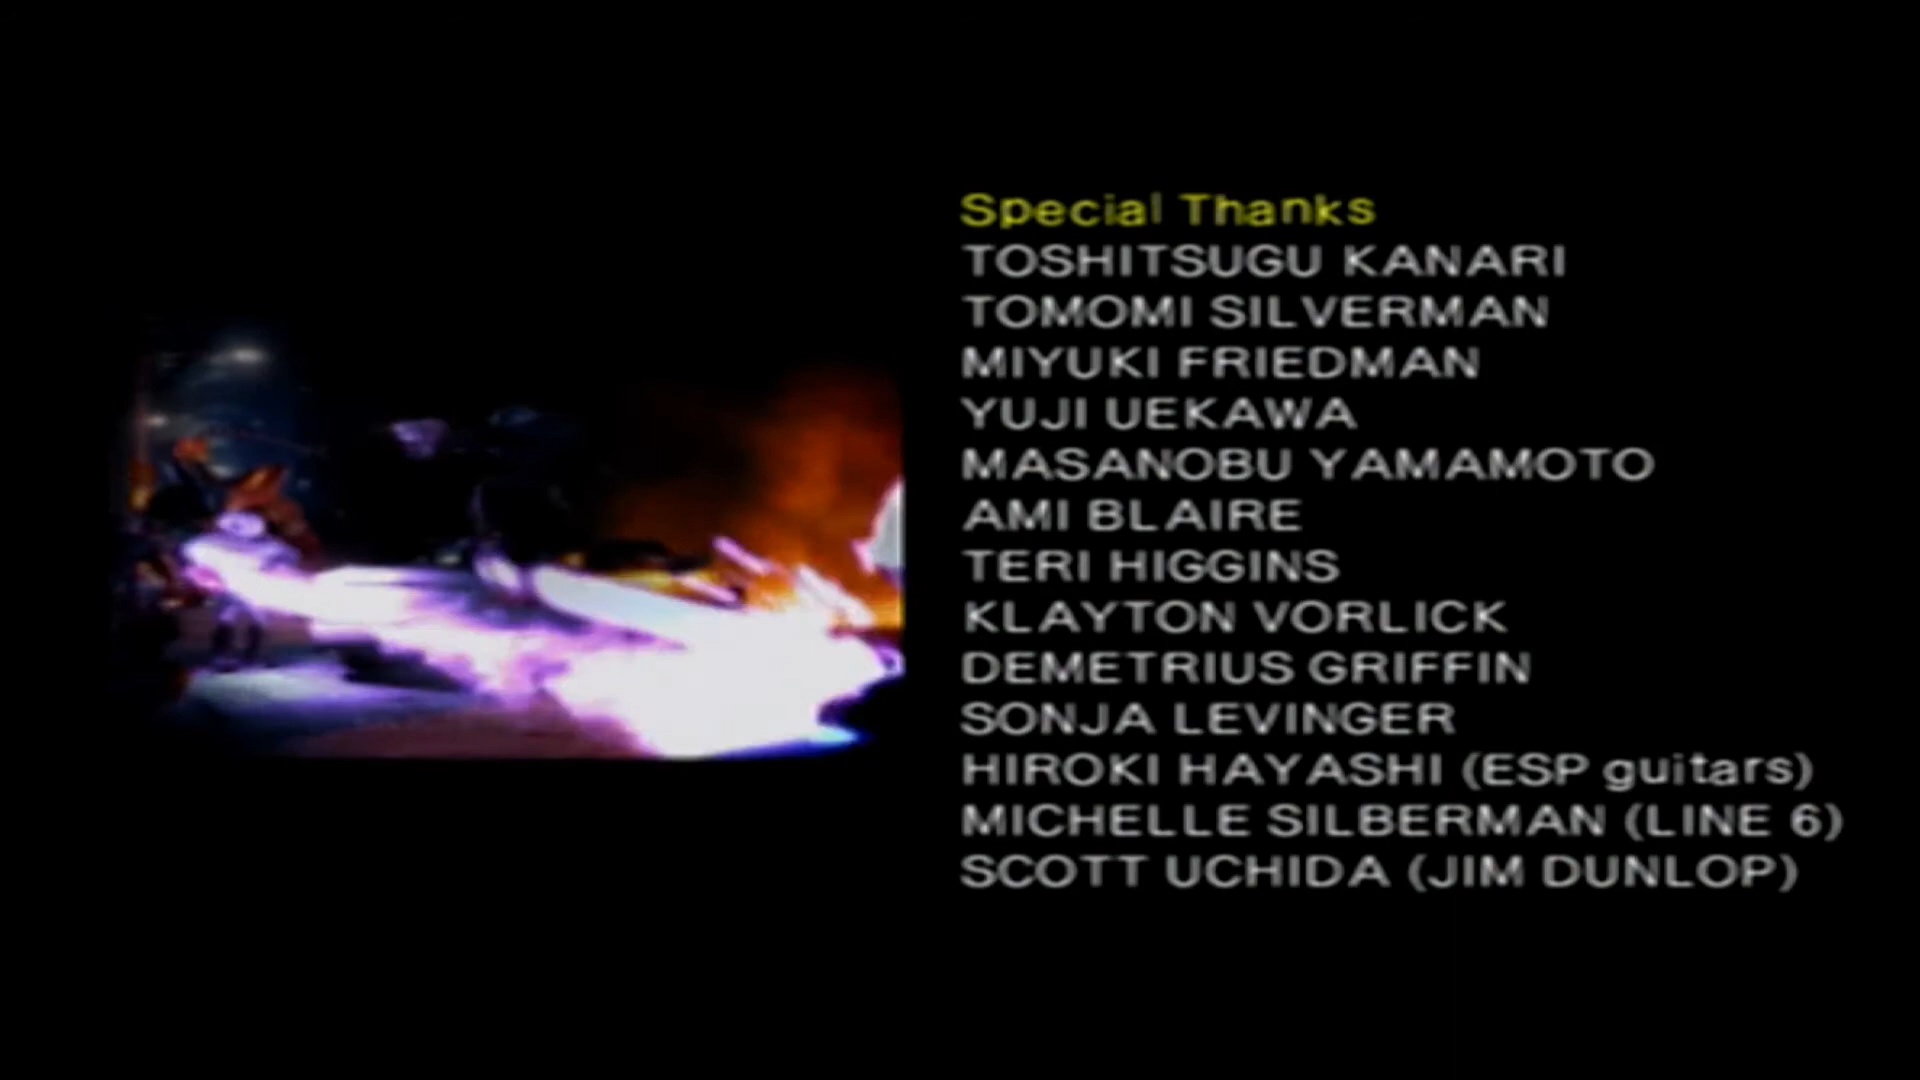 Special Thanks
TOSHITSUGU KANARI
TOMOMI SILVERMAN
MIYUKI FRIEDMAN
YUJI UEKAWA
MASANOBU YAMAMOTO
AMI BLAIRE
TERI HIGGINS
KLAYTON VORLICK
DEMETRIUS GRIFFIN
SONJA LEVINGER
HIROKI HAYASHI (ESP guitars)
MICHELLE SILBERMAN (LINE 6)
SCOTT UCHIDA (JIM DUNLOP)